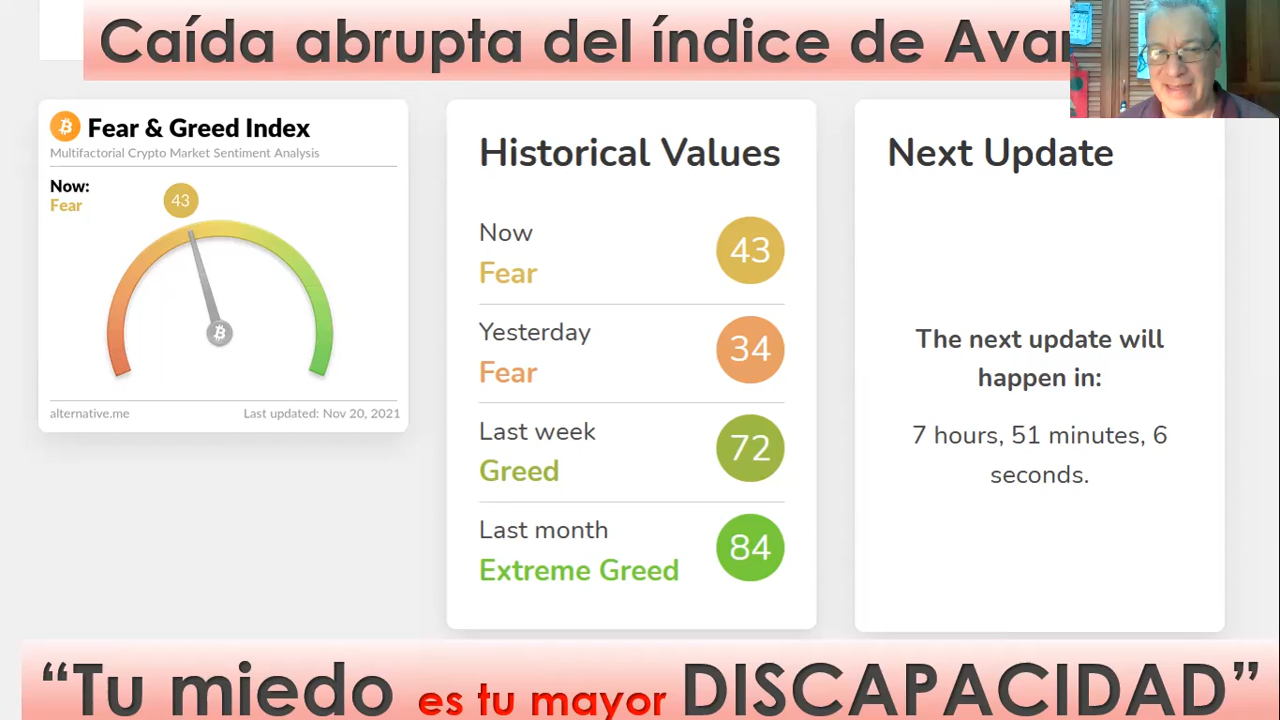 Caída abrupta del índice de Avar
Fear & Greed Index
Multifactorial Crypto Market Sentiment Analysis
Now:
Fear
43
alternative.me
Last updated: Nov 20, 2021
Historical Values
Now
Fear
43
Yesterday
Fear
34
Last week
Greed
72
Last month
Extreme Greed
84
Next Update
The next update will
happen in:
7 hours, 51 minutes, 6
seconds.
“Tu miedo es tu mayor DISCAPACIDAD”